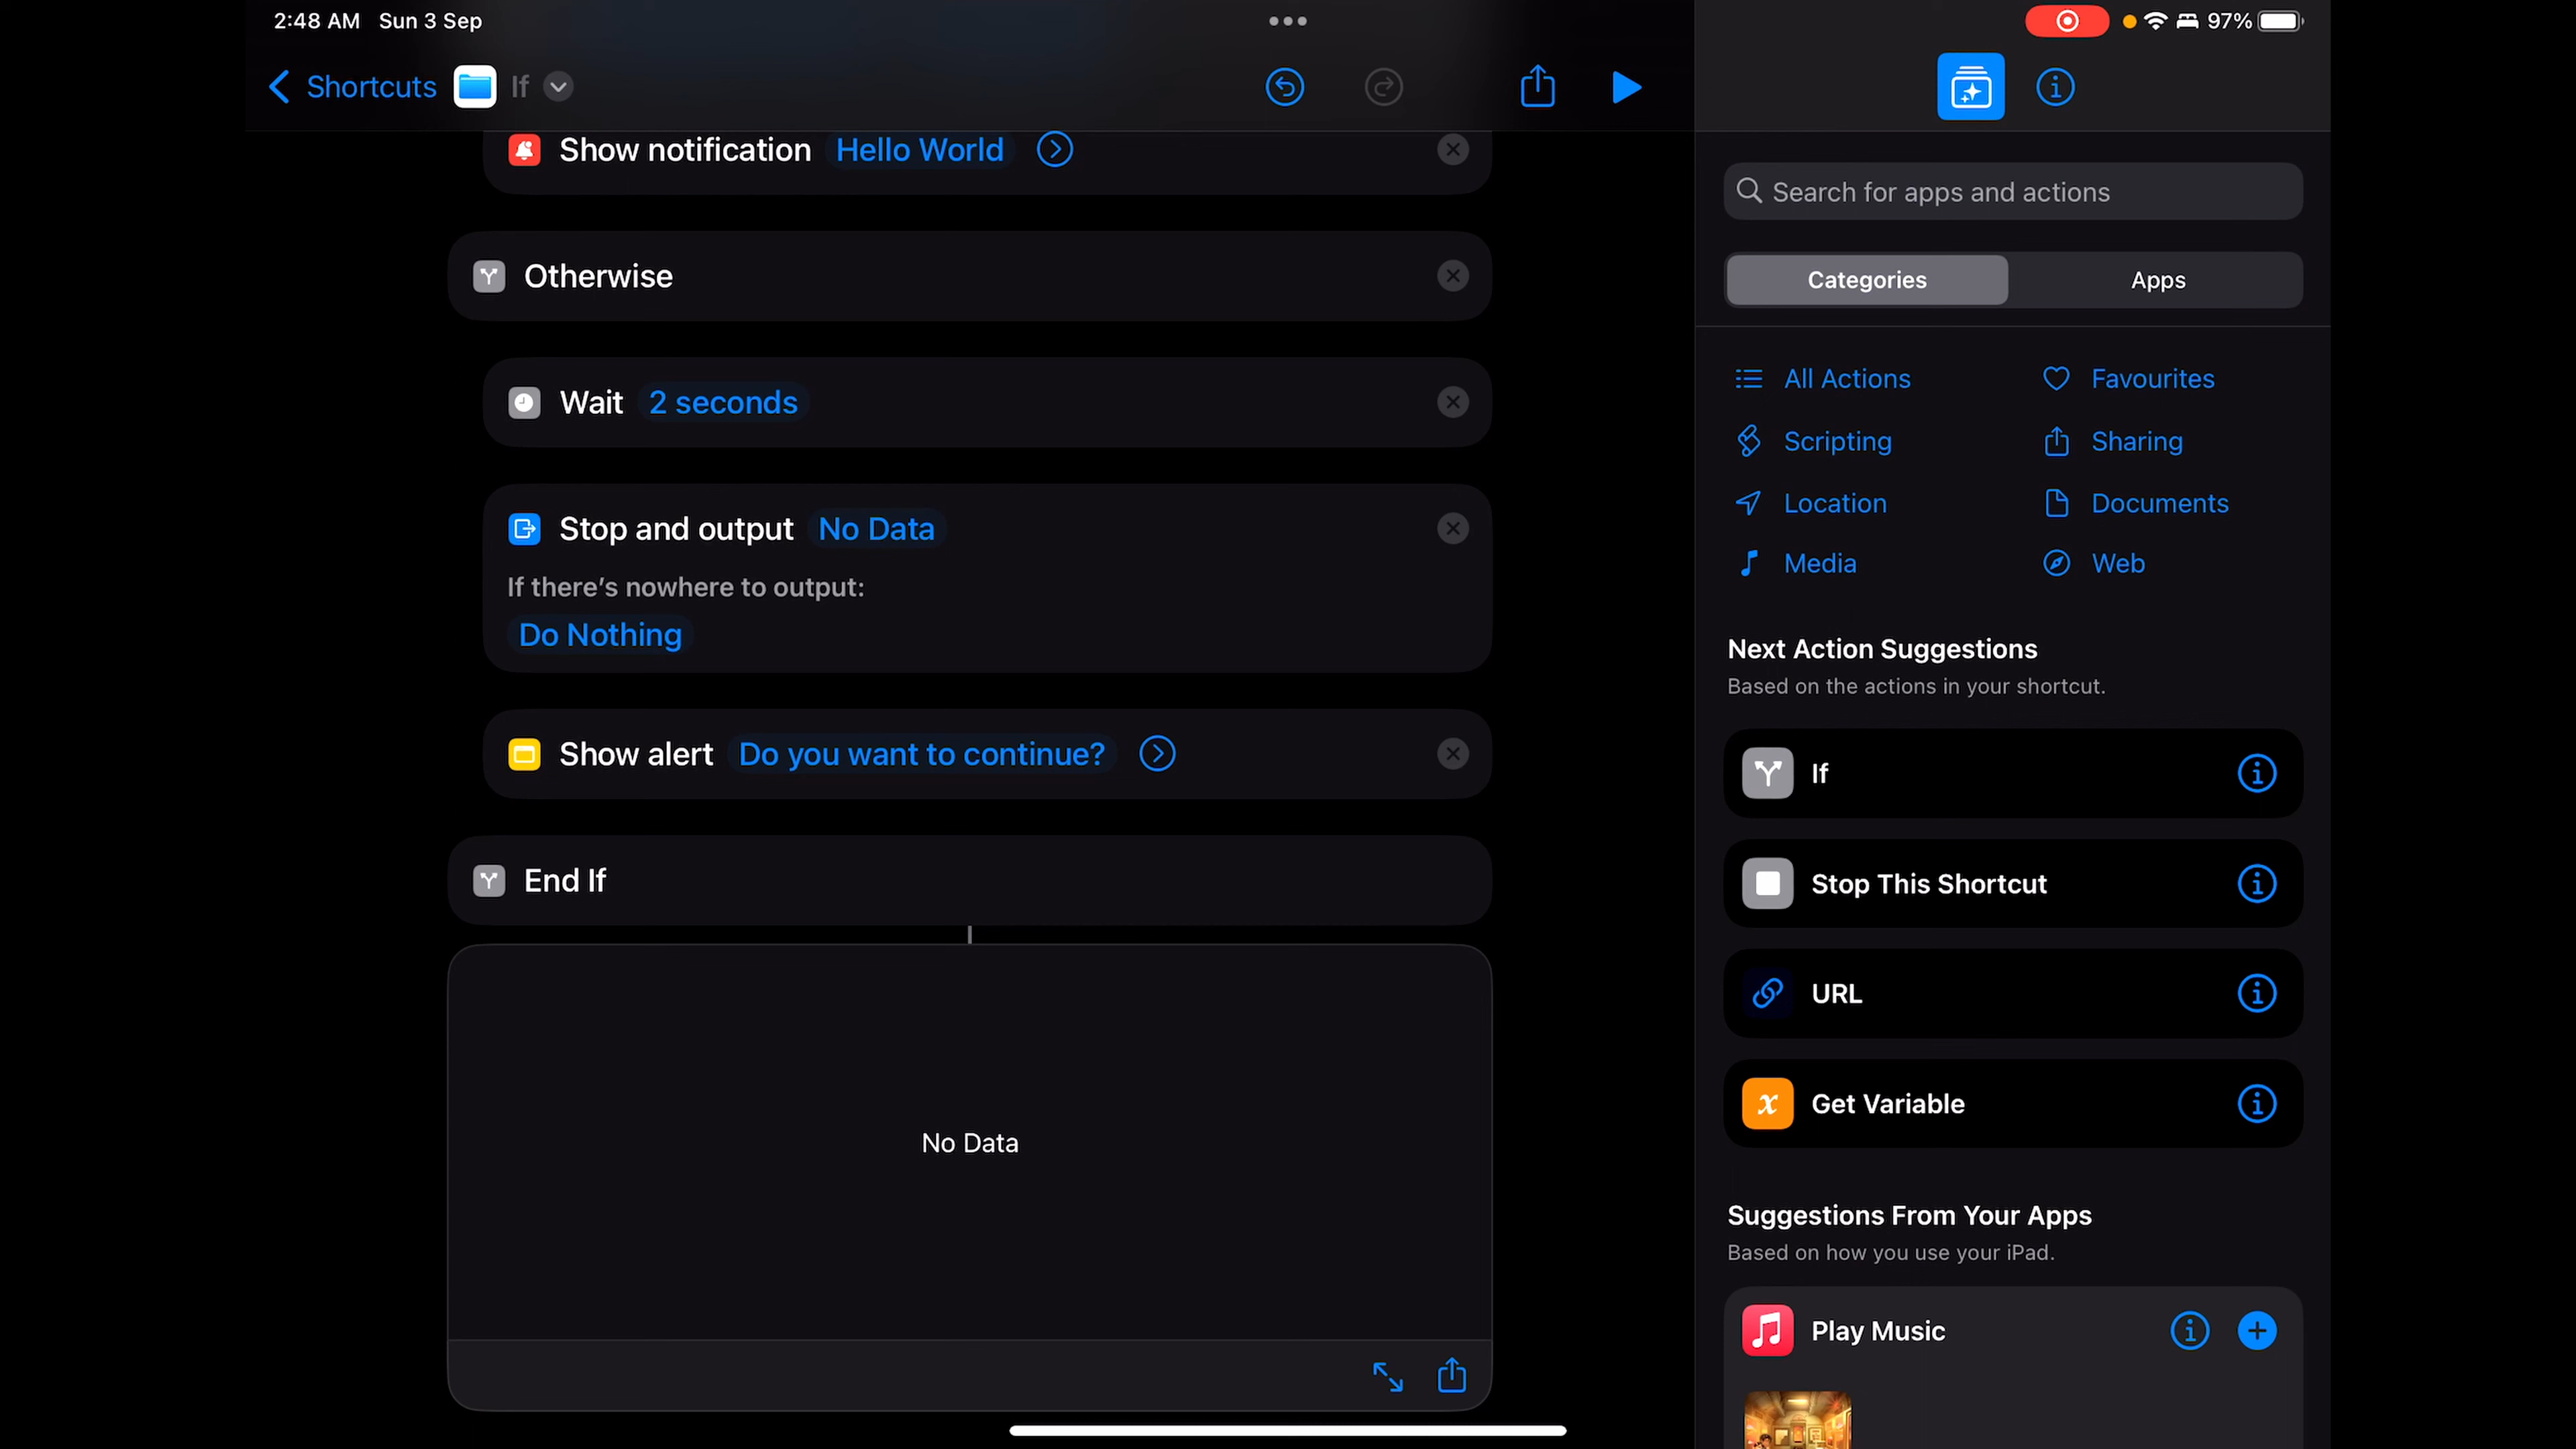 2:48 AM Sun 3 Sep
97%
Shortcuts If
Show notification Hello World
Otherwise
Wait 2 seconds
Stop and output No Data
If there's nowhere to output:
Do Nothing
Show alert Do you want to continue?
End If
No Data
Search for apps and actions
Categories Apps
All Actions Favourites
Scripting Sharing
Location Documents
Media Web
Next Action Suggestions
Based on the actions in your shortcut.
If
Stop This Shortcut
URL
Get Variable
Suggestions From Your Apps
Based on how you use your iPad.
Play Music